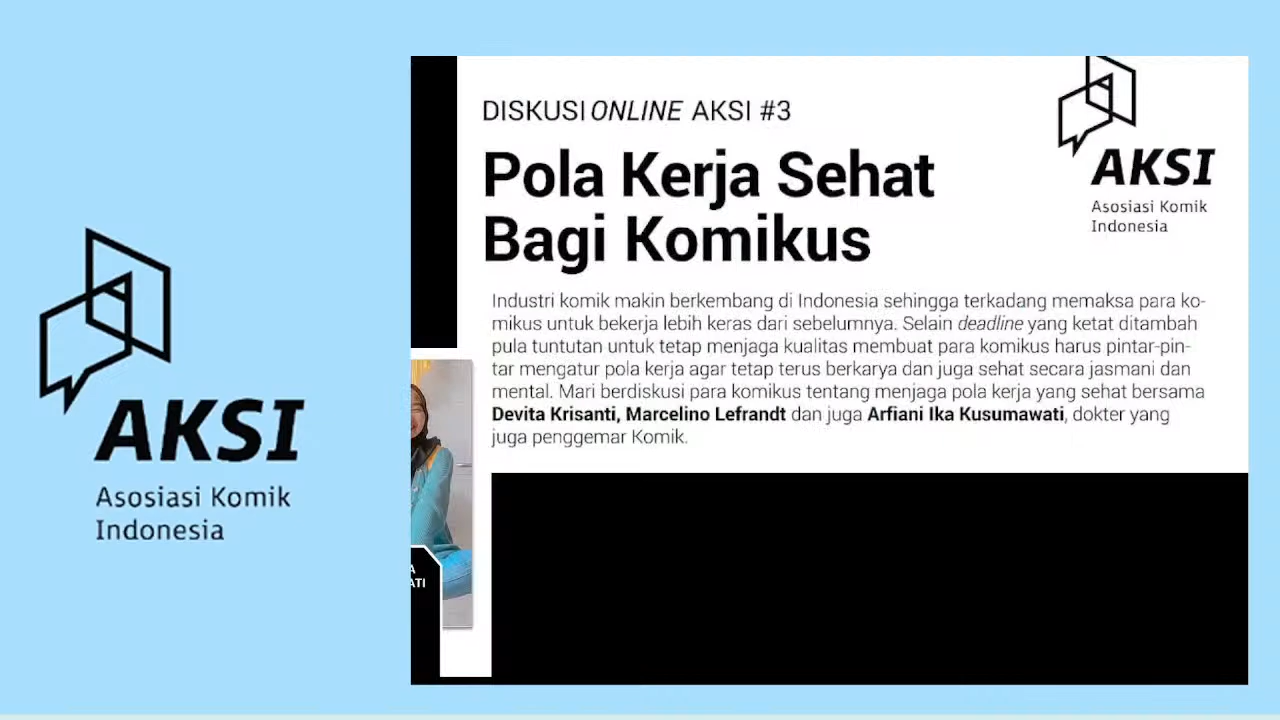 AKSI
Asosiasi Komik
Indonesia
DISKUSI ONLINE AKSI #3
Pola Kerja Sehat
Bagi Komikus
AKSI
Asosiasi Komik
Indonesia
Industri komik makin berkembang di Indonesia sehingga terkadang memaksa para ko-
mikus untuk bekerja lebih keras dari sebelumnya. Selain deadline yang ketat ditambah
pula tuntutan untuk tetap menjaga kualitas membuat para komikus harus pintar-pin-
tar mengatur pola kerja agar tetap terus berkarya dan juga sehat secara jasmani dan
mental. Mari berdiskusi para komikus tentang menjaga pola kerja yang sehat bersama
Devita Krisanti, Marcelino Lefrandt dan juga Arfiani Ika Kusumawati, dokter yang
juga penggemar Komik.
A
ATI